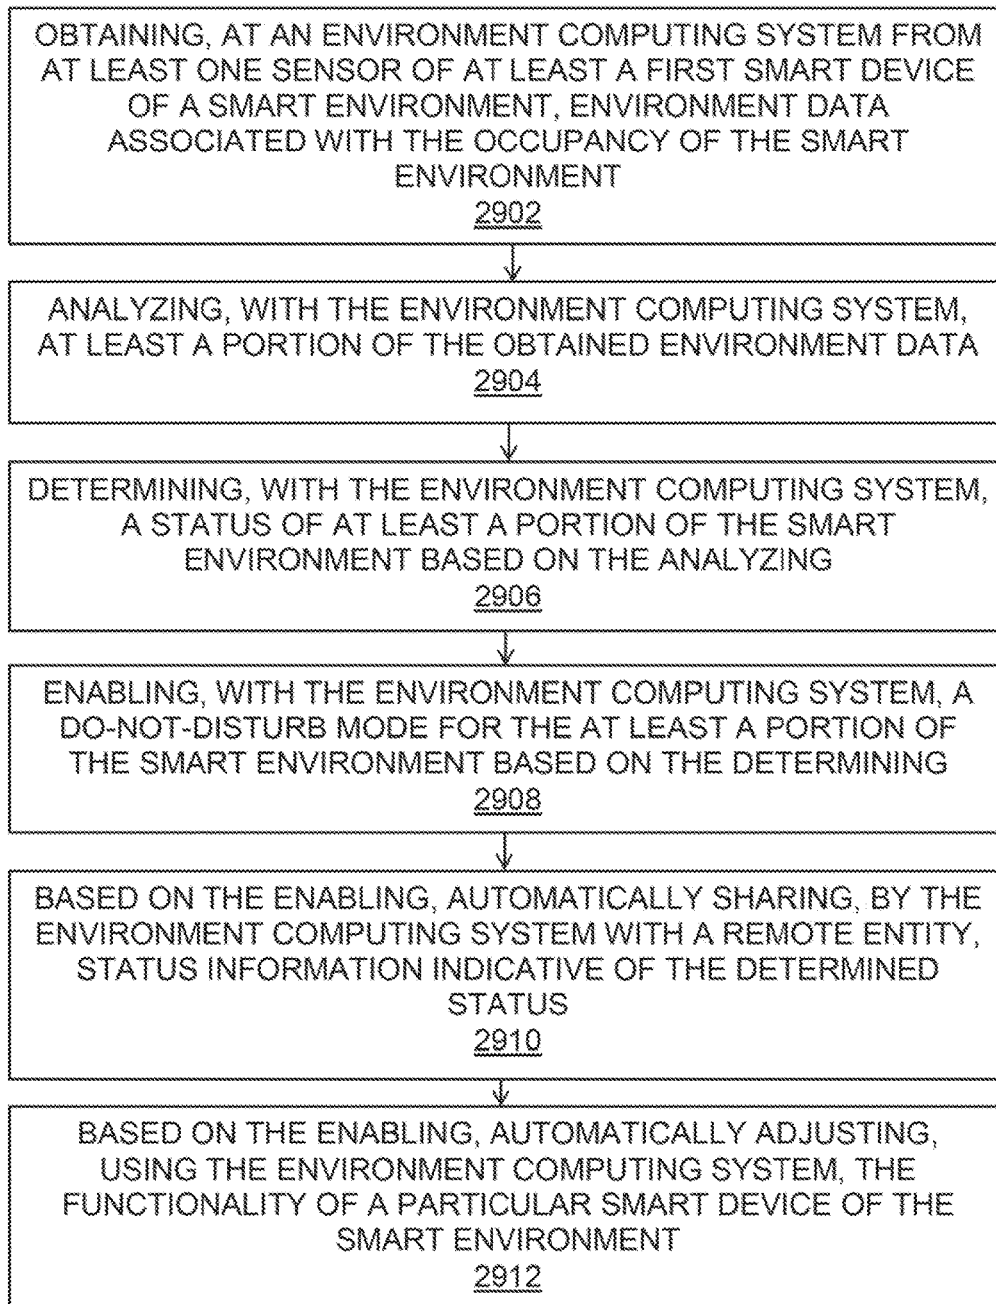 OBTAINING, AT AN ENVIRONMENT COMPUTING SYSTEM FROM
AT LEAST ONE SENSOR OF AT LEAST A FIRST SMART DEVICE
OF A SMART ENVIRONMENT, ENVIRONMENT DATA
ASSOCIATED WITH THE OCCUPANCY OF THE SMART
ENVIRONMENT
2902
ANALYZING, WITH THE ENVIRONMENT COMPUTING SYSTEM,
AT LEAST A PORTION OF THE OBTAINED ENVIRONMENT DATA
2904
DETERMINING, WITH THE ENVIRONMENT COMPUTING SYSTEM,
A STATUS OF AT LEAST A PORTION OF THE SMART
ENVIRONMENT BASED ON THE ANALYZING
2906
ENABLING, WITH THE ENVIRONMENT COMPUTING SYSTEM, A
DO-NOT-DISTURB MODE FOR THE AT LEAST A PORTION OF
THE SMART ENVIRONMENT BASED ON THE DETERMINING
2908
BASED ON THE ENABLING, AUTOMATICALLY SHARING, BY THE
ENVIRONMENT COMPUTING SYSTEM WITH A REMOTE ENTITY,
STATUS INFORMATION INDICATIVE OF THE DETERMINED
STATUS
2910
BASED ON THE ENABLING, AUTOMATICALLY ADJUSTING,
USING THE ENVIRONMENT COMPUTING SYSTEM, THE
FUNCTIONALITY OF A PARTICULAR SMART DEVICE OF THE
SMART ENVIRONMENT
2912